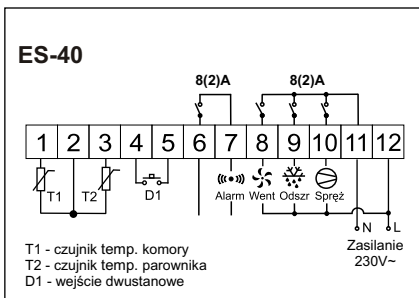 ES-40
8(2)A 8(2)A
1 2 3 4 5 6 7 8 9 10 11 12
T1 T2 D1 Alarm Went Odszr Spręż
N L
T1 - czujnik temp. komory
T2 - czujnik temp. parownika
D1 - wejście dwustanowe
Zasilanie
230V~